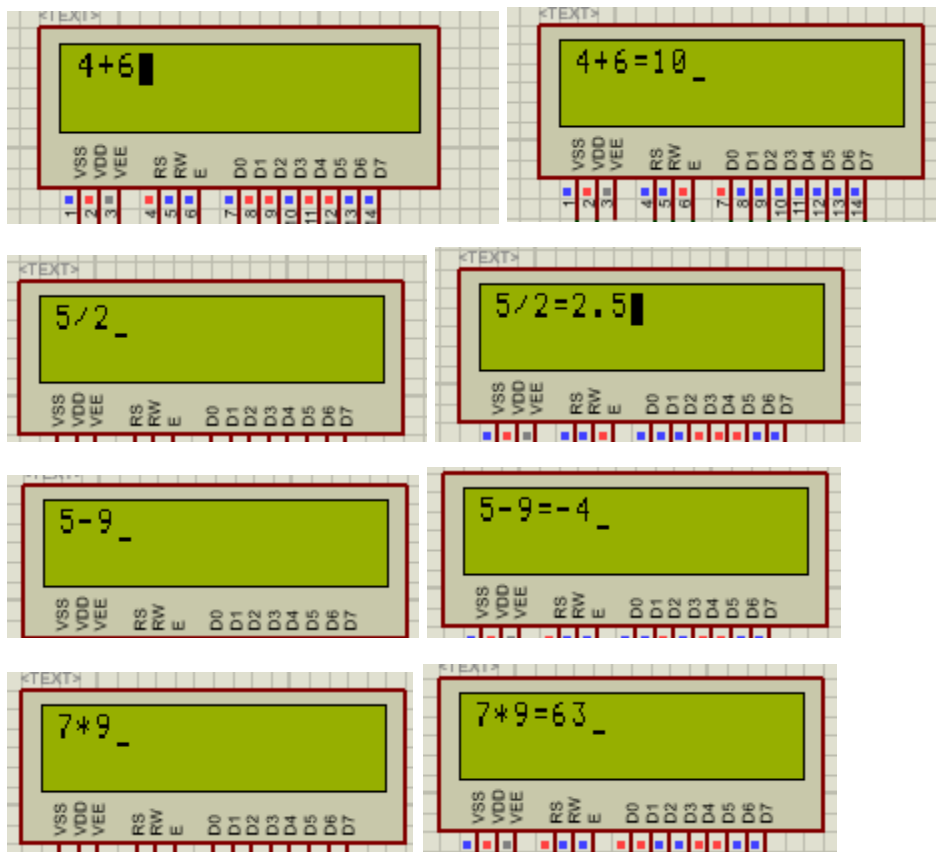 <TEXT>
4+6
VSS VDD VEE RS RW E D0 D1 D2 D3 D4 D5 D6 D7
1 2 3 4 5 6 7 8 9 10 11 12 13 14
<TEXT>
4+6=10_
VSS VDD VEE RS RW E D0 D1 D2 D3 D4 D5 D6 D7
1 2 3 4 5 6 7 8 9 10 11 12 13 14
<TEXT>
5/2_
VSS VDD VEE RS RW E D0 D1 D2 D3 D4 D5 D6 D7
<TEXT>
5/2=2.5
VSS VDD VEE RS RW E D0 D1 D2 D3 D4 D5 D6 D7
<TEXT>
5-9_
VSS VDD VEE RS RW E D0 D1 D2 D3 D4 D5 D6 D7
5-9=-4_
VSS VDD VEE RS RW E D0 D1 D2 D3 D4 D5 D6 D7
<TEXT>
7*9_
VSS VDD VEE RS RW E D0 D1 D2 D3 D4 D5 D6 D7
<TEXT>
7*9=63_
VSS VDD VEE RS RW E D0 D1 D2 D3 D4 D5 D6 D7